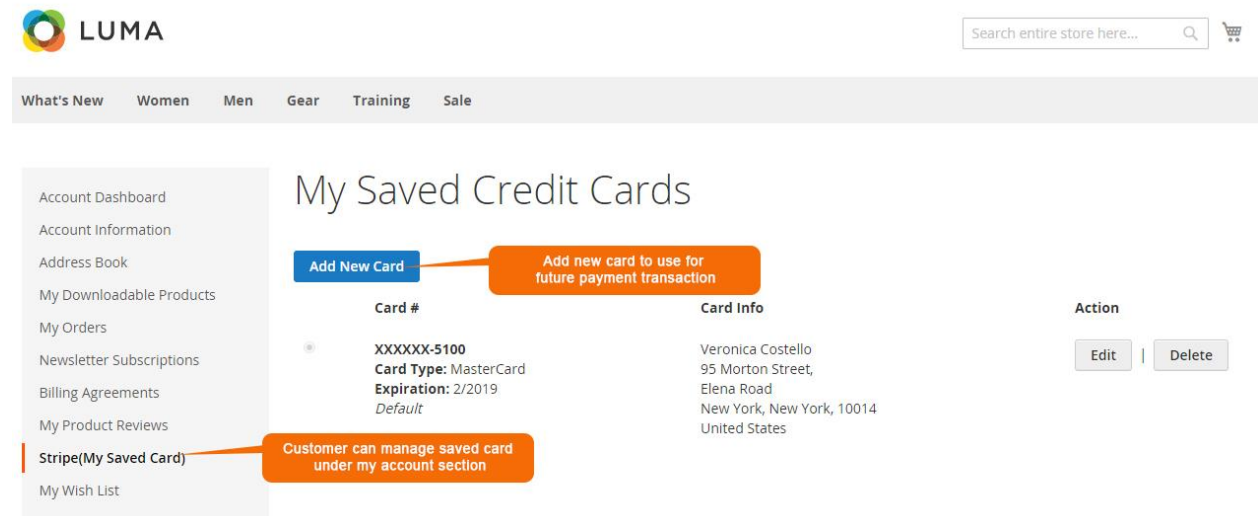 LUMA
Search entire store here...
What's New Women Men Gear Training Sale
Account Dashboard
Account Information
Address Book
My Downloadable Products
My Orders
Newsletter Subscriptions
Billing Agreements
My Product Reviews
Stripe(My Saved Card)
My Wish List
Customer can manage saved card
under my account section
My Saved Credit Cards
Add New Card
Add new card to use for
future payment transaction
Card # Card Info Action
XXXXXX-5100
Card Type: MasterCard
Expiration: 2/2019
Default
Veronica Costello
95 Morton Street,
Elena Road
New York, New York, 10014
United States
Edit | Delete